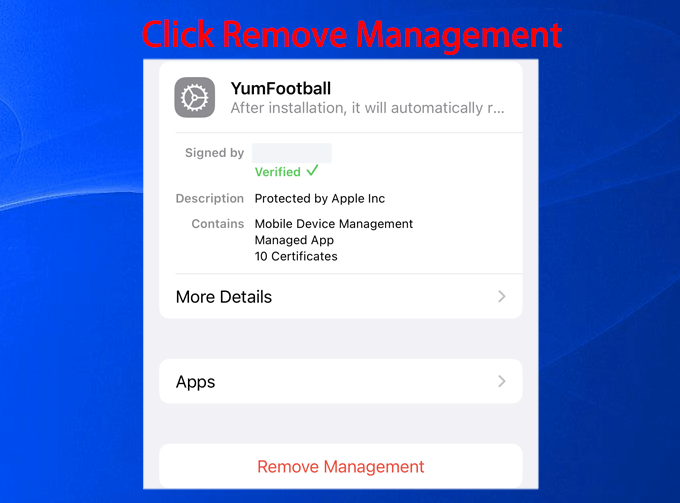 Click Remove Management
YumFootball
After installation, it will automatically r...
Signed by
Verified ✓
Description Protected by Apple Inc
Contains Mobile Device Management
Managed App
10 Certificates
More Details
Apps
Remove Management